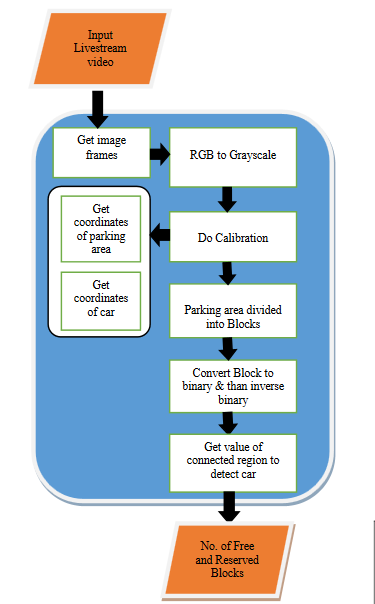 Input
Livestream
video
Get image
frames
RGB to Grayscale
Get
coordinates
of parking
area
Do Calibration
Get
coordinates
of car
Parking area divided
into Blocks
Convert Block to
binary & than inverse
binary
Get value of
connected region to
detect car
No. of Free
and Reserved
Blocks